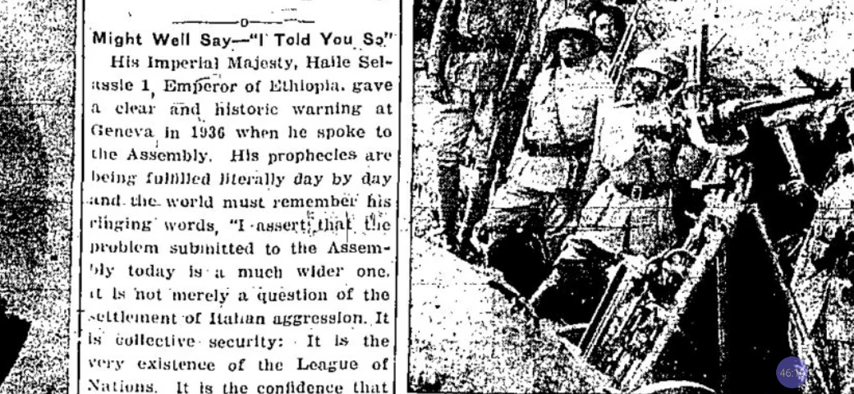 Might Well Say—"I Told You So"
His Imperial Majesty, Haile Sel-
assie 1, Emperor of Ethiopia, gave
a clear and historic warning at
Geneva in 1936 when he spoke to
the Assembly. His prophecies are
being fulfilled literally day by day
and the world must remember his
ringing words, "I assert that the
problem submitted to the Assem-
bly today is a much wider one.
It is not merely a question of the
settlement of Italian aggression. It
is collective security: It is the
very existence of the League of
Nations. It is the confidence that